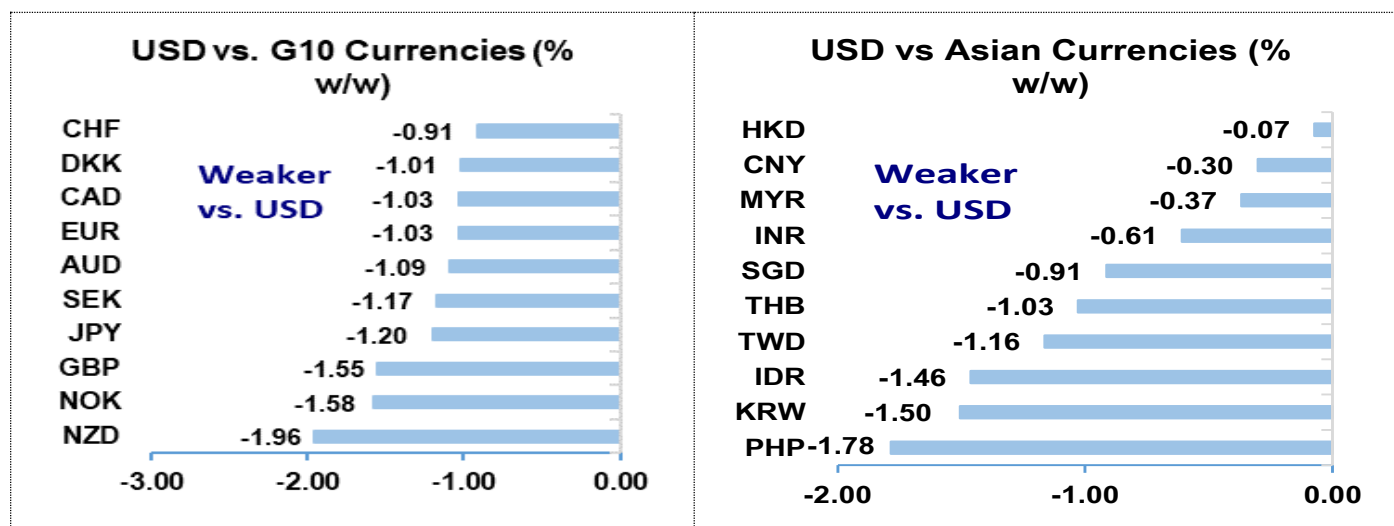 USD vs. G10 Currencies (%
w/w)
CHF -0.91
DKK -1.01
CAD -1.03
EUR -1.03
AUD -1.09
SEK -1.17
JPY -1.20
GBP -1.55
NOK -1.58
NZD -1.96
Weaker
vs. USD
-3.00 -2.00 -1.00 0.00
USD vs Asian Currencies (%
w/w)
HKD -0.07
CNY -0.30
MYR -0.37
INR -0.61
SGD -0.91
THB -1.03
TWD -1.16
IDR -1.46
KRW -1.50
PHP -1.78
Weaker
vs. USD
-2.00 -1.00 0.00